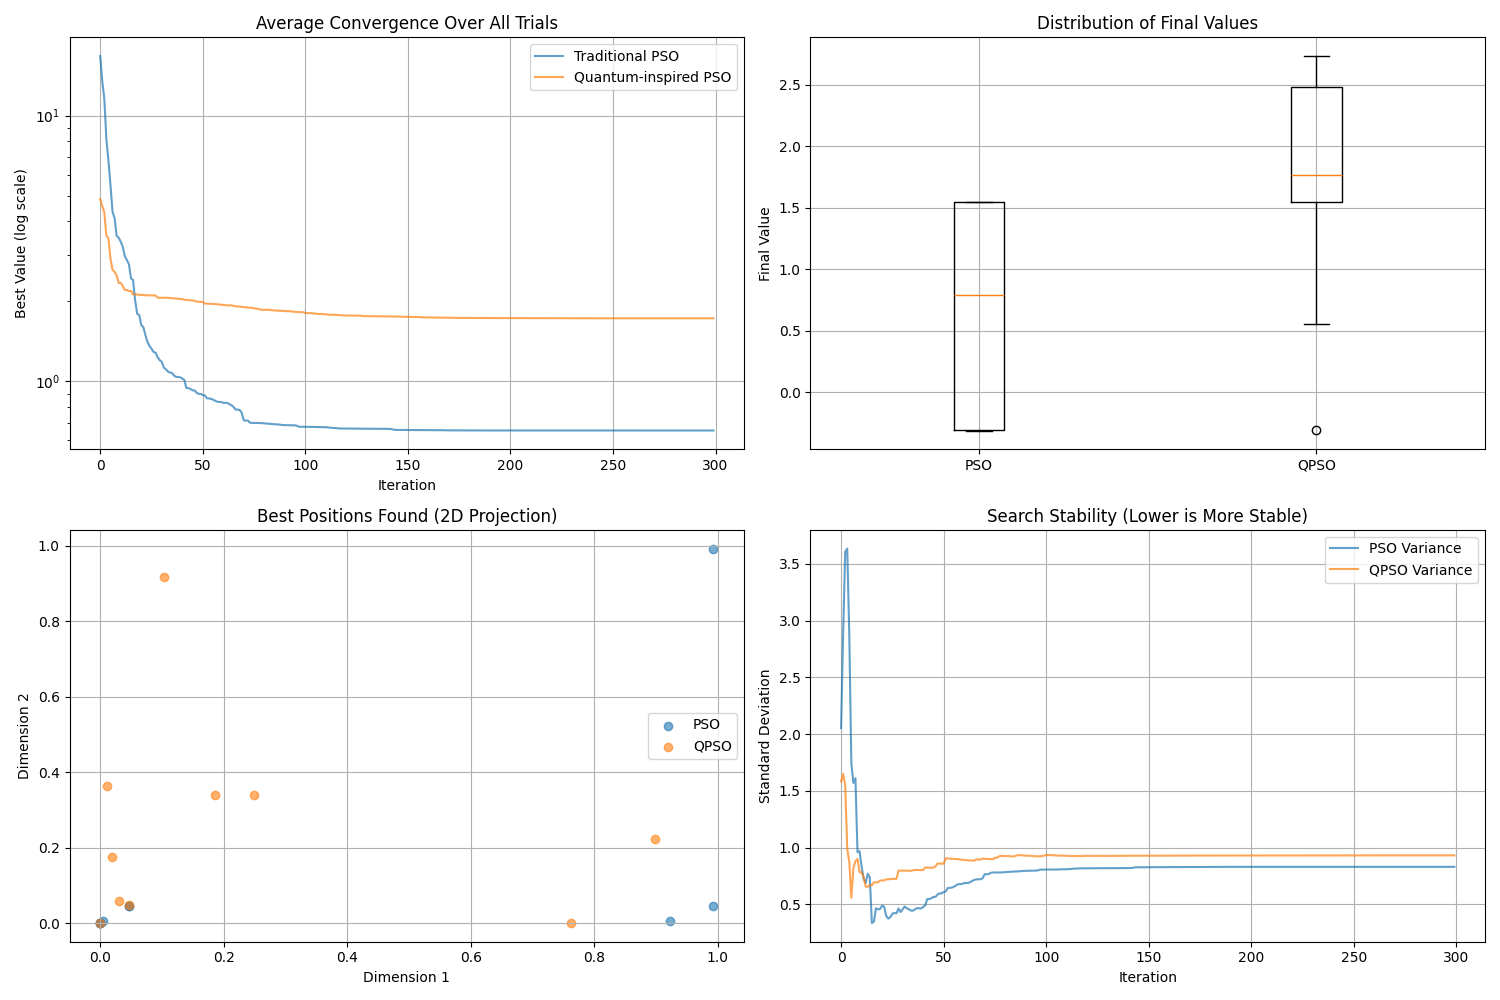 Average Convergence Over All Trials
Best Value (log scale)
10¹
10⁰
Traditional PSO
Quantum-inspired PSO
0 50 100 150 200 250 300
Iteration
Distribution of Final Values
Final Value
2.5
2.0
1.5
1.0
0.5
0.0
PSO QPSO
Best Positions Found (2D Projection)
Dimension 2
1.0
0.8
0.6
0.4
0.2
0.0
PSO
QPSO
0.0 0.2 0.4 0.6 0.8 1.0
Dimension 1
Search Stability (Lower is More Stable)
Standard Deviation
3.5
3.0
2.5
2.0
1.5
1.0
0.5
PSO Variance
QPSO Variance
0 50 100 150 200 250 300
Iteration